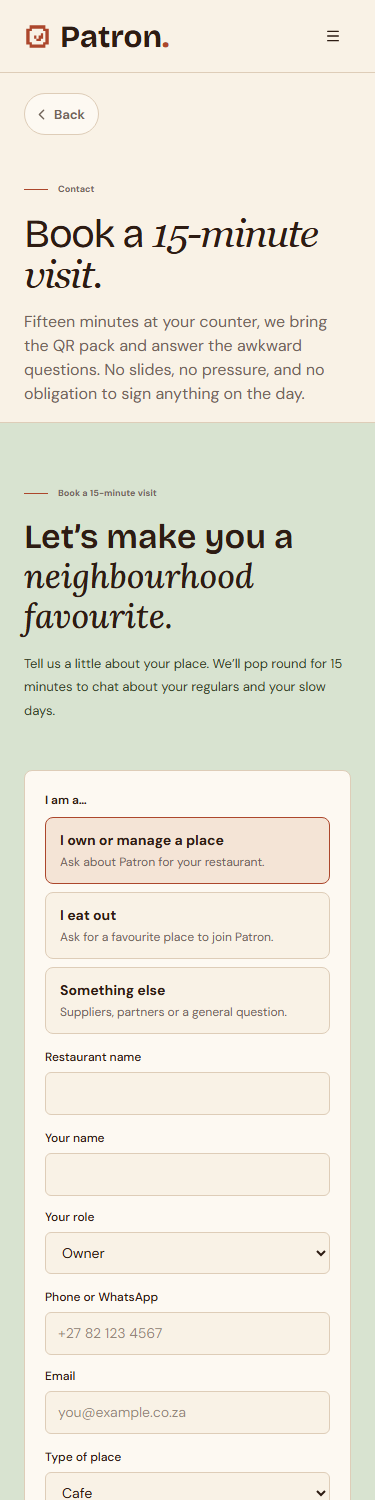 Patron.
Back
Contact
Book a 15-minute
visit.
Fifteen minutes at your counter, we bring
the QR pack and answer the awkward
questions. No slides, no pressure, and no
obligation to sign anything on the day.
Book a 15-minute visit
Let's make you a
neighbourhood
favourite.
Tell us a little about your place. We'll pop round for 15
minutes to chat about your regulars and your slow
days.
I am a...
I own or manage a place
Ask about Patron for your restaurant.
I eat out
Ask for a favourite place to join Patron.
Something else
Suppliers, partners or a general question.
Restaurant name
Your name
Your role
Owner
Phone or WhatsApp
+27 82 123 4567
Email
you@example.co.za
Type of place
Cafe